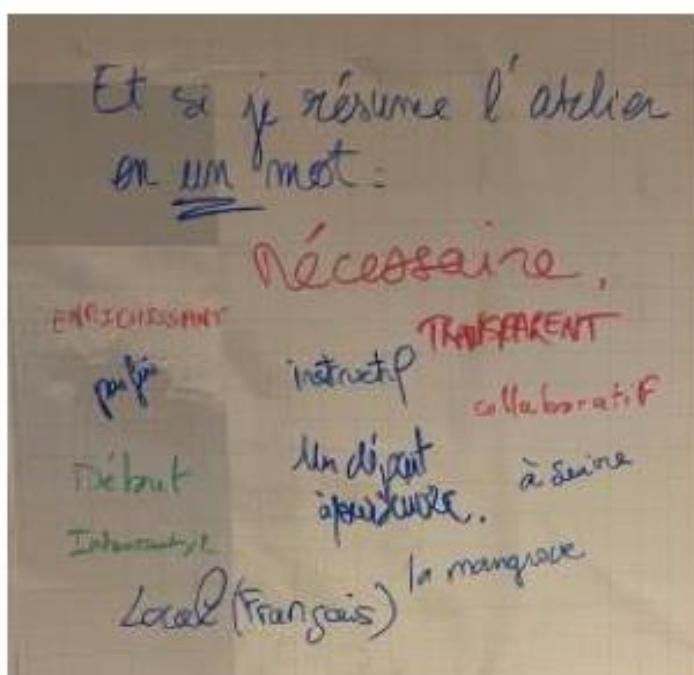 Et si je résume l'atelier
en un mot :
Nécessaire.
ENRICHISSANT
TRANSPARENT
instructif
collaboratif
Début
Un départ
à poursuivre.
à suivre
la mangrove
Local (Français)